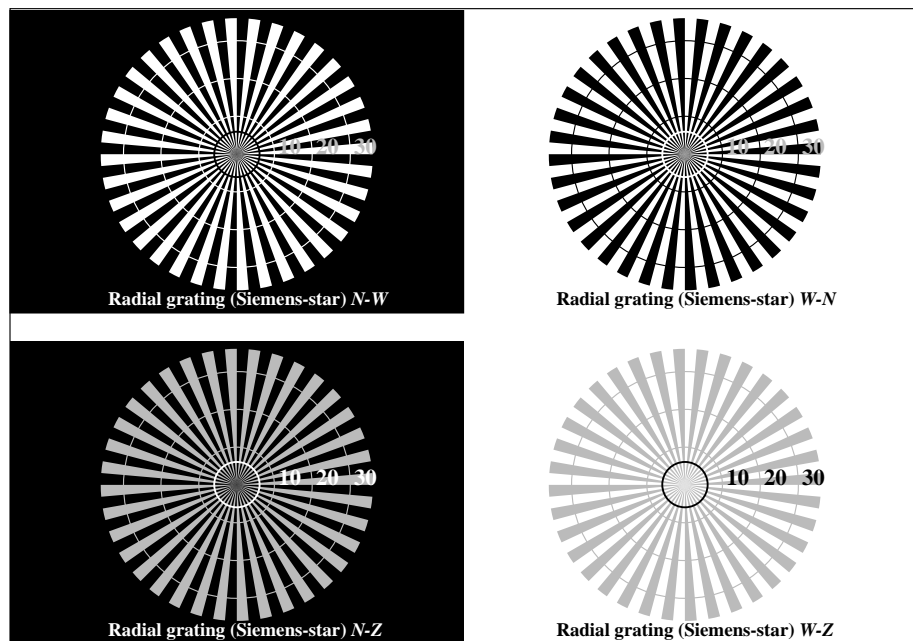 10 20 30
Radial grating (Siemens-star) N-W
10 20 30
Radial grating (Siemens-star) W-N
10 20 30
Radial grating (Siemens-star) N-Z
10 20 30
Radial grating (Siemens-star) W-Z